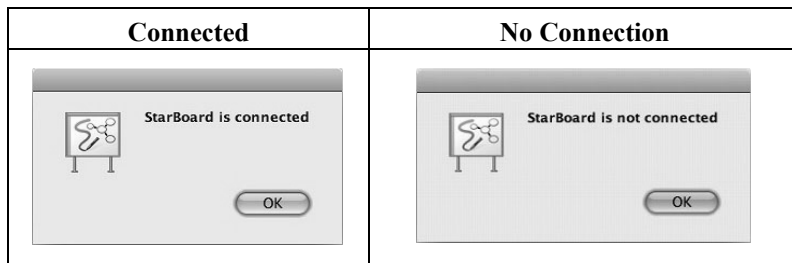 Connected
No Connection
StarBoard is connected
OK
StarBoard is not connected
OK